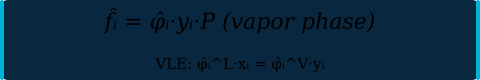 f̂ᵢ = φ̂ᵢ·yᵢ·P (vapor phase)
VLE: φ̂ᵢ^L·xᵢ = φ̂ᵢ^V·yᵢ